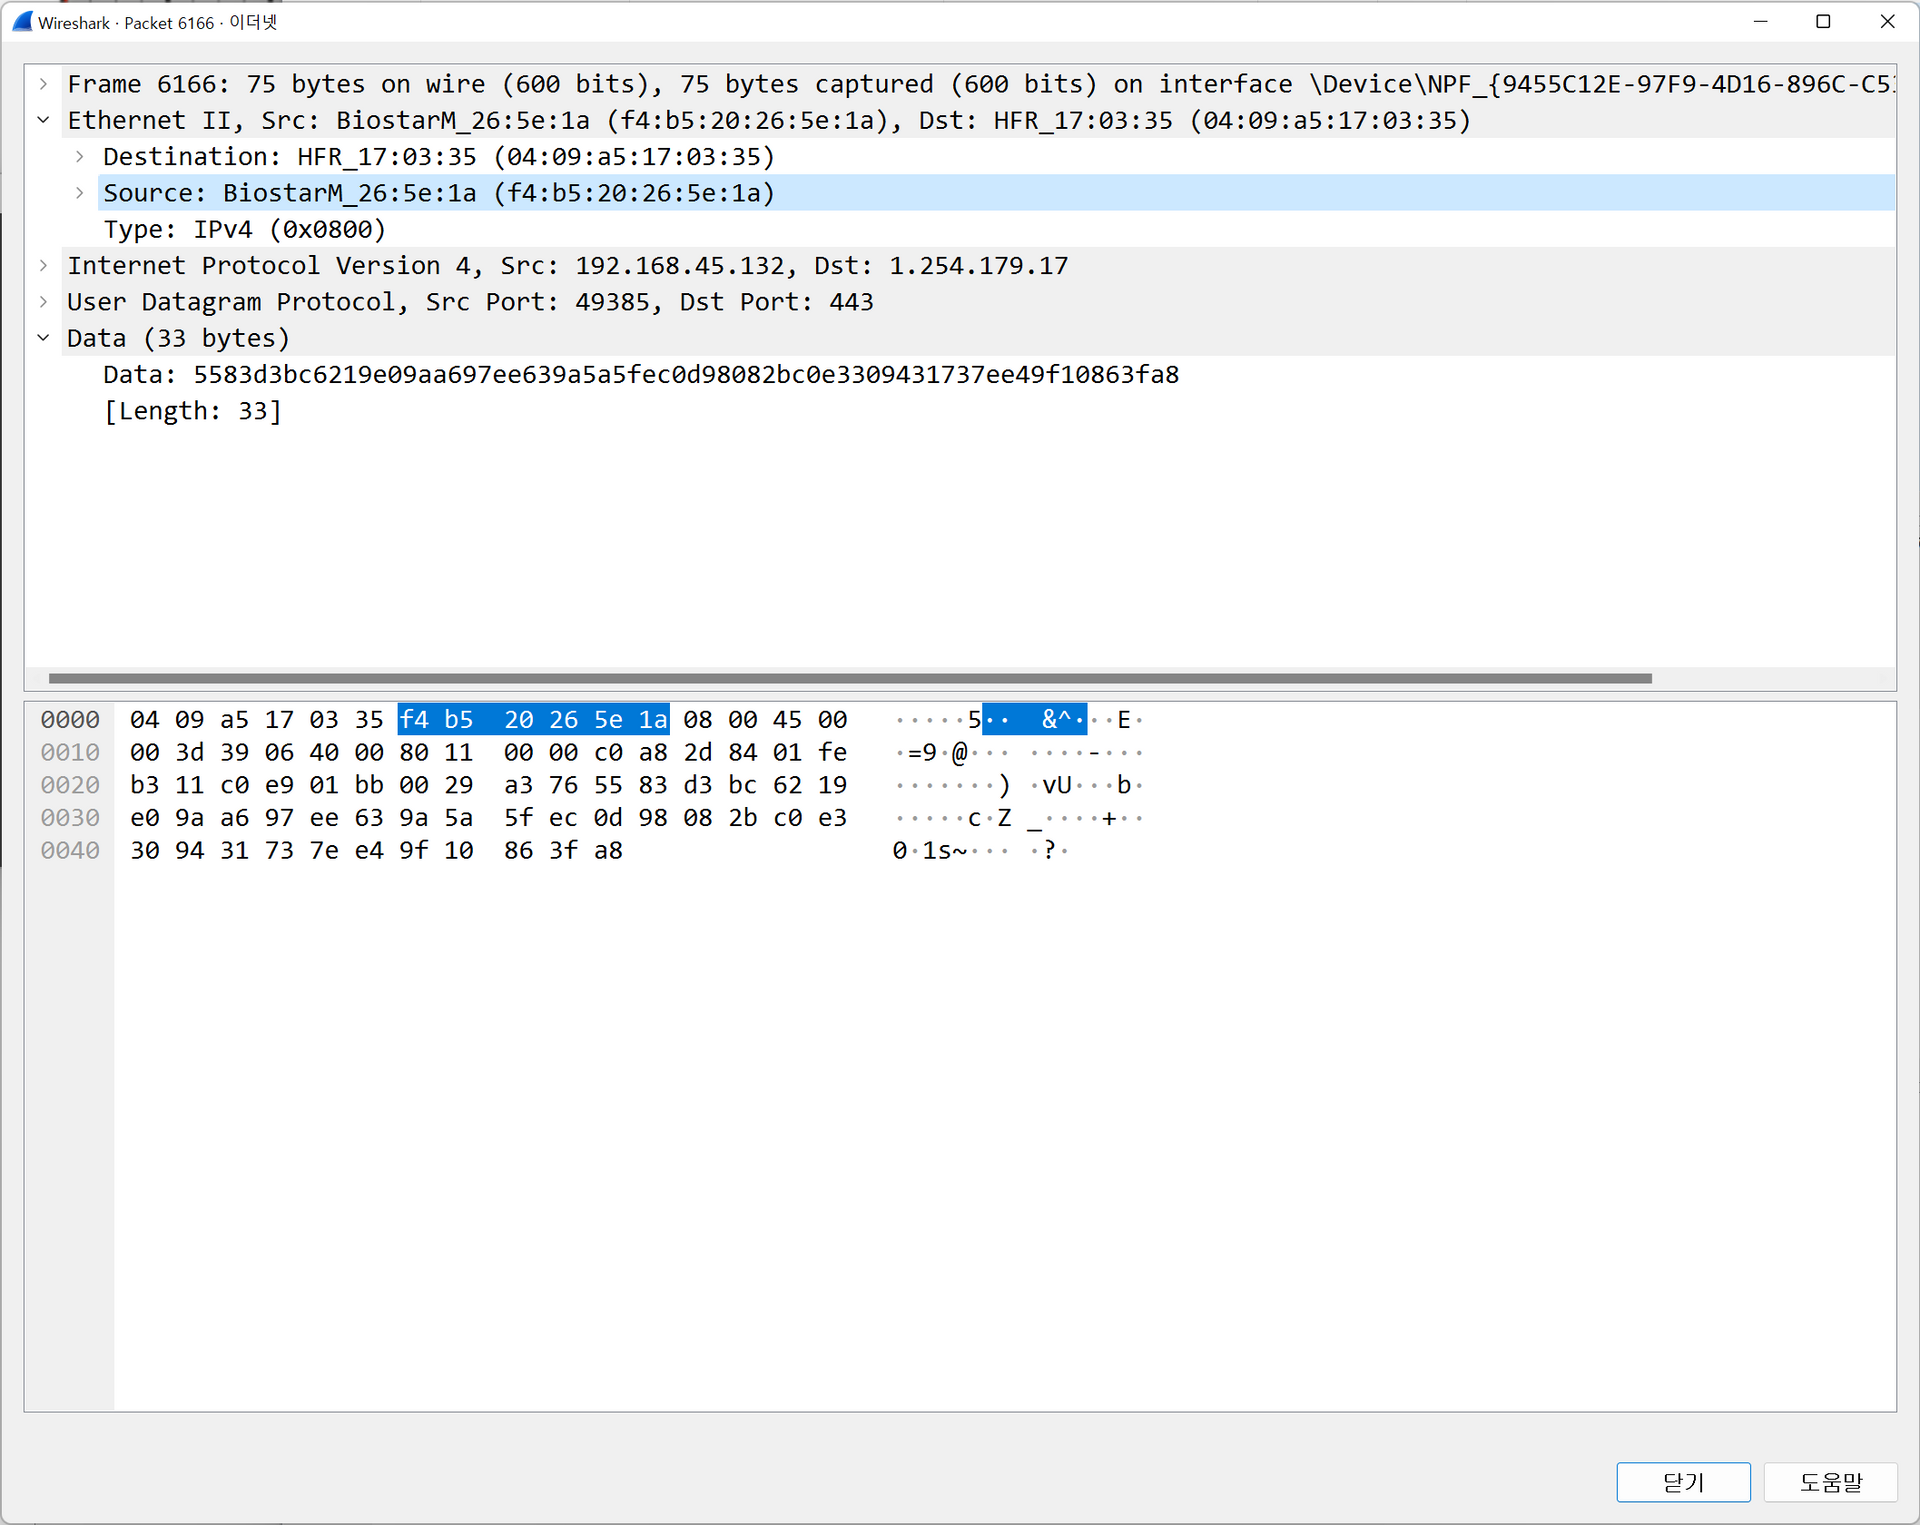 Wireshark · Packet 6166 · 이더넷
Frame 6166: 75 bytes on wire (600 bits), 75 bytes captured (600 bits) on interface \Device\NPF_{9455C12E-97F9-4D16-896C-C5
Ethernet II, Src: BiostarM_26:5e:1a (f4:b5:20:26:5e:1a), Dst: HFR_17:03:35 (04:09:a5:17:03:35)
Destination: HFR_17:03:35 (04:09:a5:17:03:35)
Source: BiostarM_26:5e:1a (f4:b5:20:26:5e:1a)
Type: IPv4 (0x0800)
Internet Protocol Version 4, Src: 192.168.45.132, Dst: 1.254.179.17
User Datagram Protocol, Src Port: 49385, Dst Port: 443
Data (33 bytes)
Data: 5583d3bc6219e09aa697ee639a5a5fec0d98082bc0e3309431737ee49f10863fa8
[Length: 33]
0000 04 09 a5 17 03 35 f4 b5 20 26 5e 1a 08 00 45 00 ·····5·· &^···E·
0010 00 3d 39 06 40 00 80 11 00 00 c0 a8 2d 84 01 fe ·=9·@··· ····-···
0020 b3 11 c0 e9 01 bb 00 29 a3 76 55 83 d3 bc 62 19 ·······) ·vU···b·
0030 e0 9a a6 97 ee 63 9a 5a 5f ec 0d 98 08 2b c0 e3 ·····c·Z _····+··
0040 30 94 31 73 7e e4 9f 10 86 3f a8 0·1s~··· ·?·
닫기
도움말